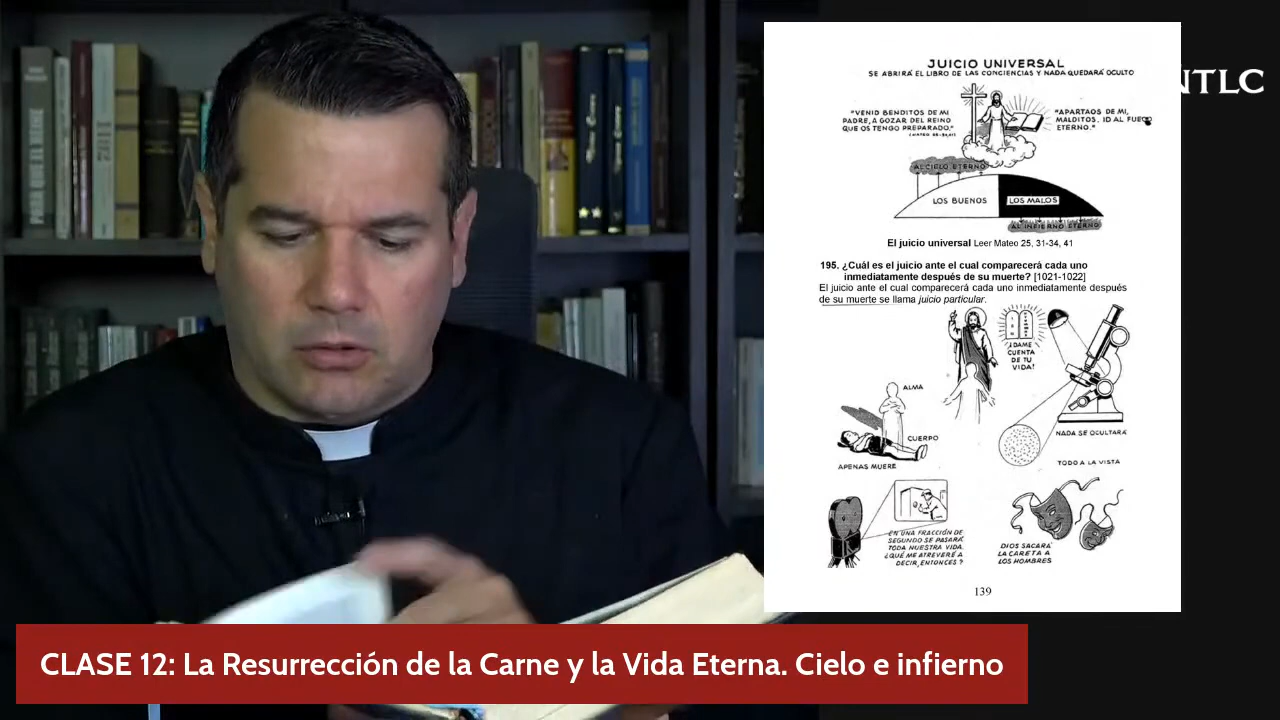 NTLC
PARA QUE NO TIEMBLE
JUICIO UNIVERSAL
SE ABRIRÁ EL LIBRO DE LAS CONCIENCIAS Y NADA QUEDARÁ OCULTO
"VENID BENDITOS DE MI
PADRE, A GOZAR DEL REINO
QUE OS TENGO PREPARADO."
"APARTAOS DE MI,
MALDITOS. ID AL FUEGO
ETERNO."
AL CIELO ETERNO
LOS BUENOS
LOS MALOS
AL INFIERNO ETERNO
El juicio universal Leer Mateo 25, 31-34, 41
195. ¿Cuál es el juicio ante el cual comparecerá cada uno
inmediatamente después de su muerte? [1021-1022]
El juicio ante el cual comparecerá cada uno inmediatamente después
de su muerte se llama juicio particular.
¡DAME
CUENTA
DE TU
VIDA!
ALMA
CUERPO
APENAS MUERE
NADA SE OCULTARÁ
TODO A LA VISTA
EN UNA FRACCIÓN DE
SEGUNDO SE PASARÁ
TODA NUESTRA VIDA.
¿QUÉ ME ATREVERÉ A
DECIR, ENTONCES?
DIOS SACARÁ
LA CARETA A
LOS HOMBRES
139
CLASE 12: La Resurrección de la Carne y la Vida Eterna. Cielo e infierno